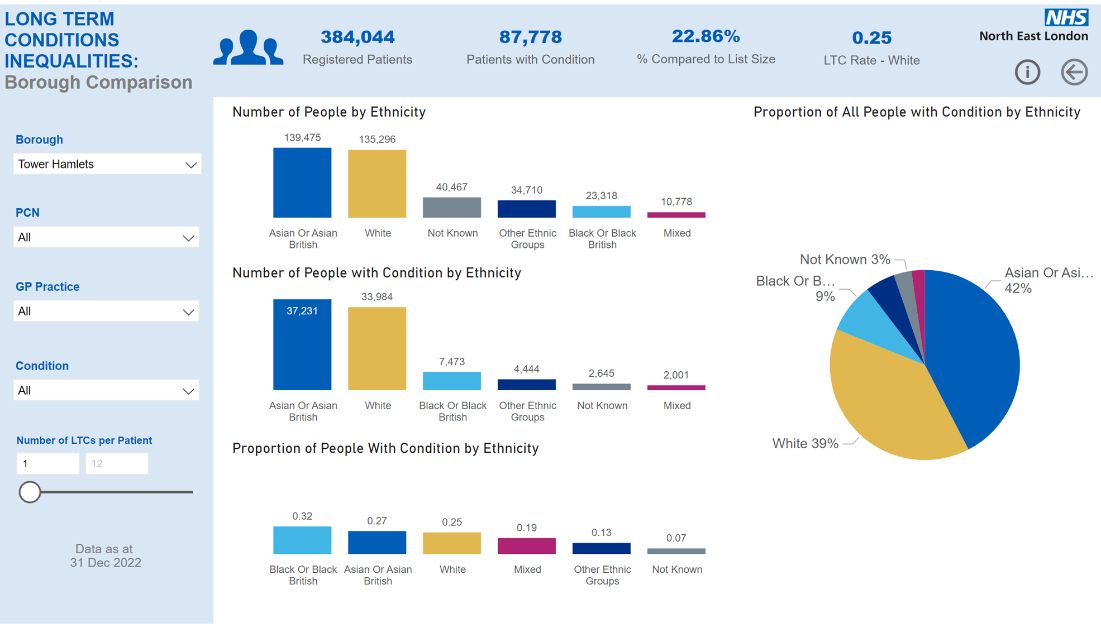 LONG TERM
CONDITIONS
INEQUALITIES:
Borough Comparison
384,044
Registered Patients
87,778
Patients with Condition
22.86%
% Compared to List Size
0.25
LTC Rate - White
NHS
North East London
i
Borough
Tower Hamlets
PCN
All
GP Practice
All
Condition
All
Number of LTCs per Patient
1
12
Data as at
31 Dec 2022
Number of People by Ethnicity
139,475
135,296
40,467
34,710
23,318
10,778
Asian Or Asian
British
White
Not Known
Other Ethnic
Groups
Black Or Black
British
Mixed
Number of People with Condition by Ethnicity
37,231
33,984
7,473
4,444
2,645
2,001
Asian Or Asian
British
White
Black Or Black
British
Other Ethnic
Groups
Not Known
Mixed
Proportion of People With Condition by Ethnicity
0.32
0.27
0.25
0.19
0.13
0.07
Black Or Black
British
Asian Or Asian
British
White
Mixed
Other Ethnic
Groups
Not Known
Proportion of All People with Condition by Ethnicity
Not Known 3%
Black Or B...
9%
Asian Or Asi...
42%
White 39%